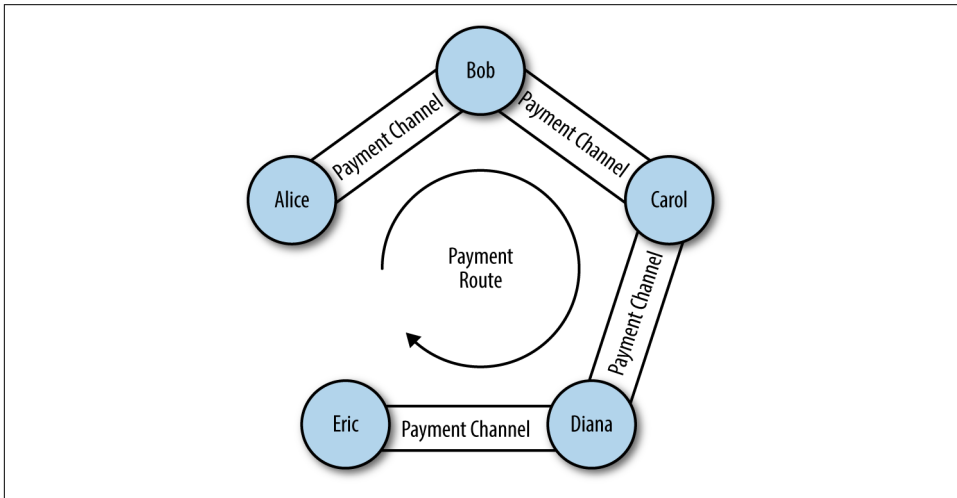 Bob
Payment Channel
Payment Channel
Alice
Carol
Payment
Route
Payment Channel
Eric
Payment Channel
Diana